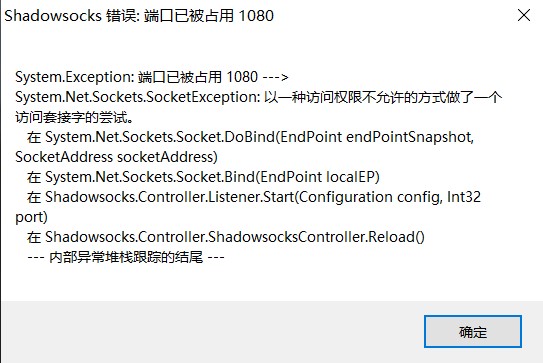 Shadowsocks 错误: 端口已被占用 1080
System.Exception: 端口已被占用 1080 --->
System.Net.Sockets.SocketException: 以一种访问权限不允许的方式做了一个
访问套接字的尝试。
在 System.Net.Sockets.Socket.DoBind(EndPoint endPointSnapshot,
SocketAddress socketAddress)
在 System.Net.Sockets.Socket.Bind(EndPoint localEP)
在 Shadowsocks.Controller.Listener.Start(Configuration config, Int32
port)
在 Shadowsocks.Controller.ShadowsocksController.Reload()
--- 内部异常堆栈跟踪的结尾 ---
确定